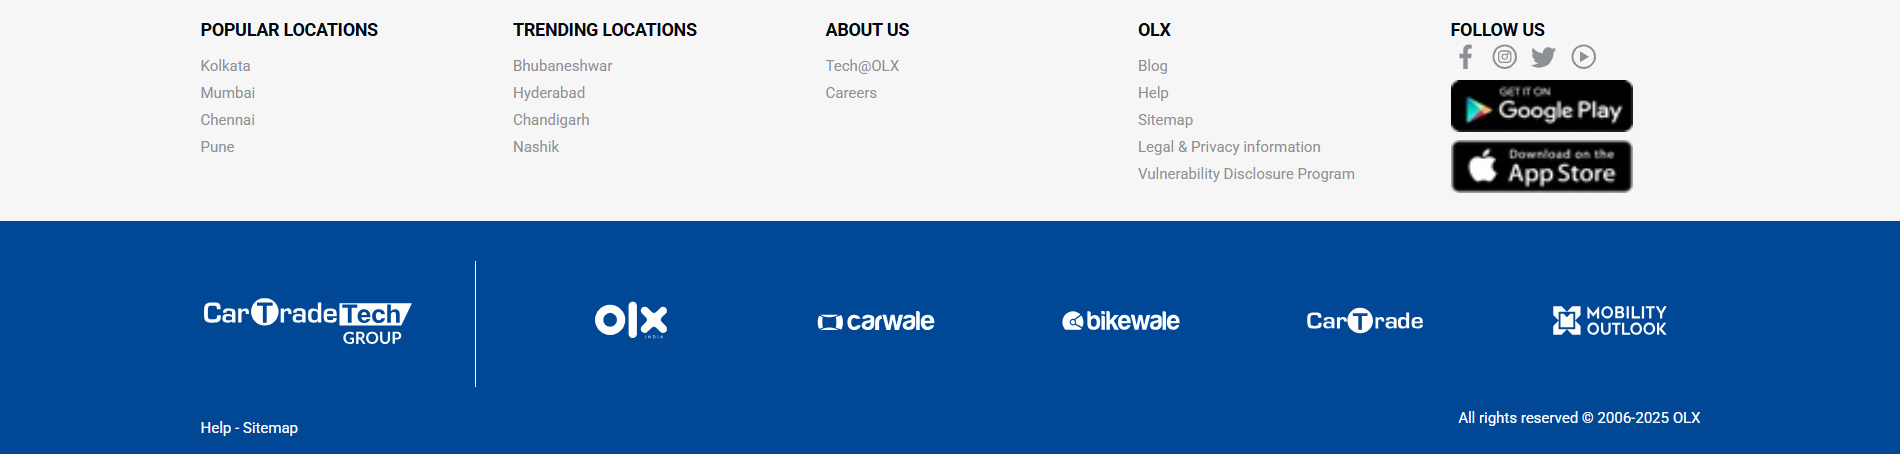 POPULAR LOCATIONS
Kolkata
Mumbai
Chennai
Pune
TRENDING LOCATIONS
Bhubaneshwar
Hyderabad
Chandigarh
Nashik
ABOUT US
Tech@OLX
Careers
OLX
Blog
Help
Sitemap
Legal & Privacy information
Vulnerability Disclosure Program
FOLLOW US
GET IT ON
Google Play
Download on the
App Store
CarTradeTech
GROUP
olx
INDIA
carwale
bikewale
CarTrade
MOBILITY
OUTLOOK
Help - Sitemap
All rights reserved © 2006-2025 OLX